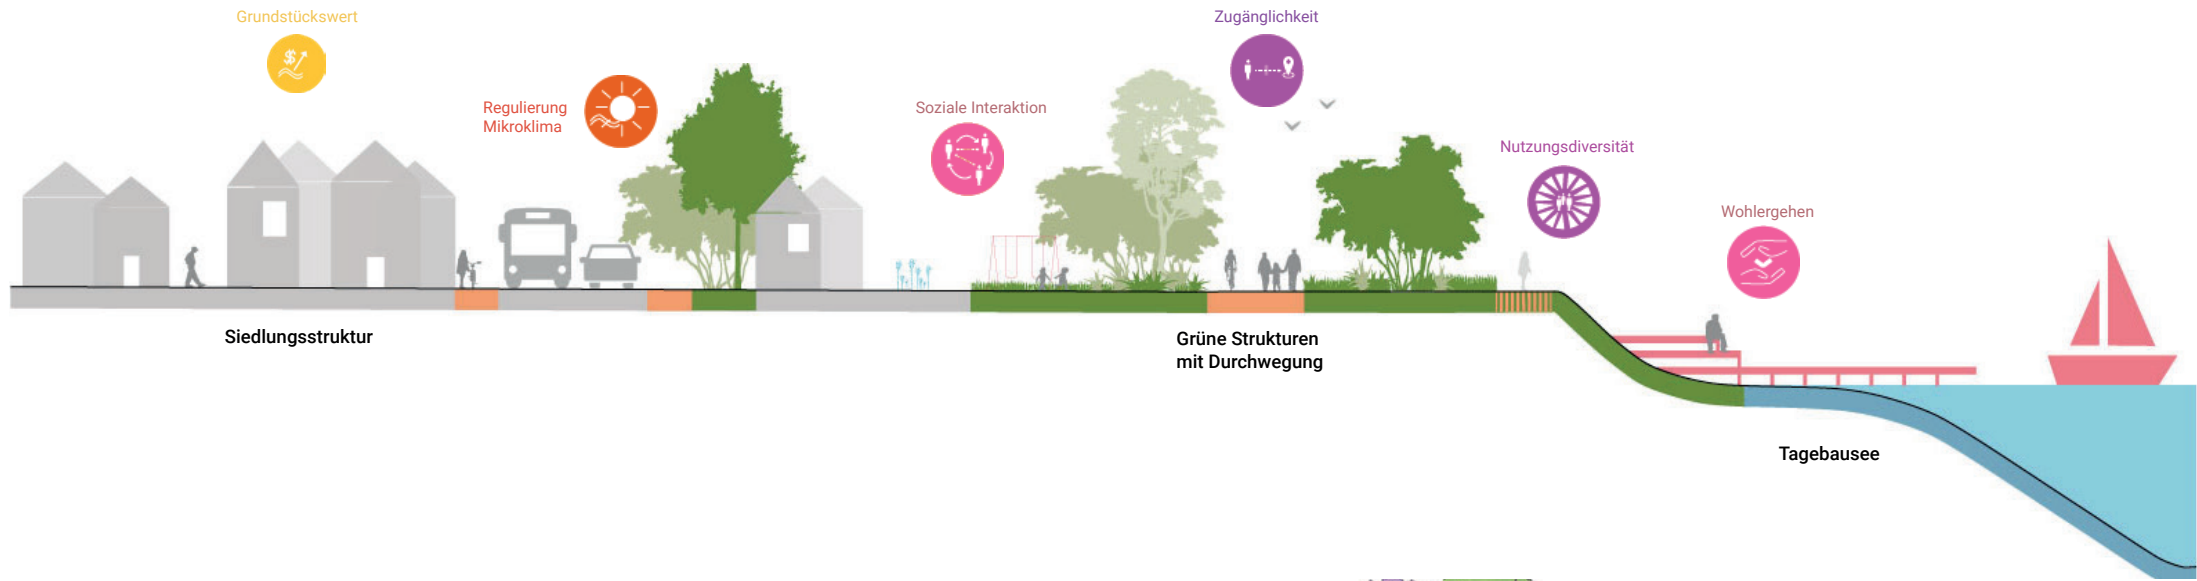 Grundstückswert
Zugänglichkeit
Regulierung
Mikroklima
Soziale Interaktion
Nutzungsdiversität
Wohlergehen
Siedlungsstruktur
Grüne Strukturen
mit Durchwegung
Tagebausee